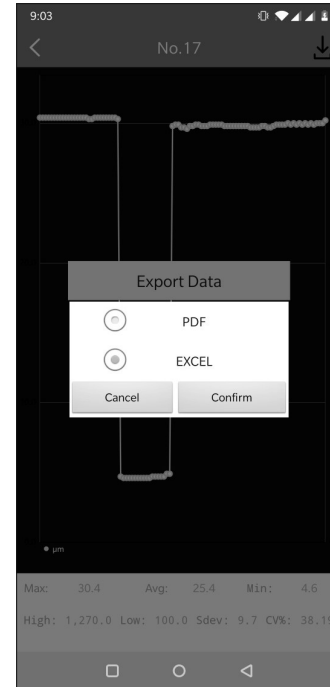 9:03
No.17
Export Data
PDF
EXCEL
Cancel Confirm
μm
Max: 30.4 Avg: 25.4 Min: 4.6
High: 1,270.0 Low: 100.0 Sdev: 9.7 CV%: 38.19